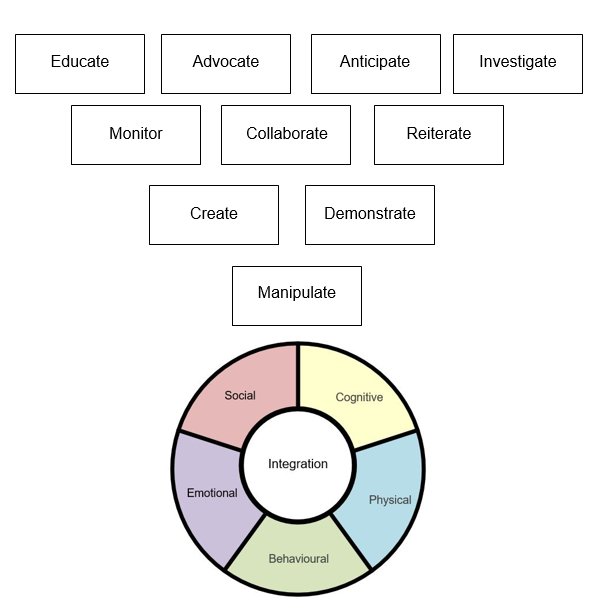 Educate
Advocate
Anticipate
Investigate
Monitor
Collaborate
Reiterate
Create
Demonstrate
Manipulate
Social
Cognitive
Integration
Emotional
Physical
Behavioural